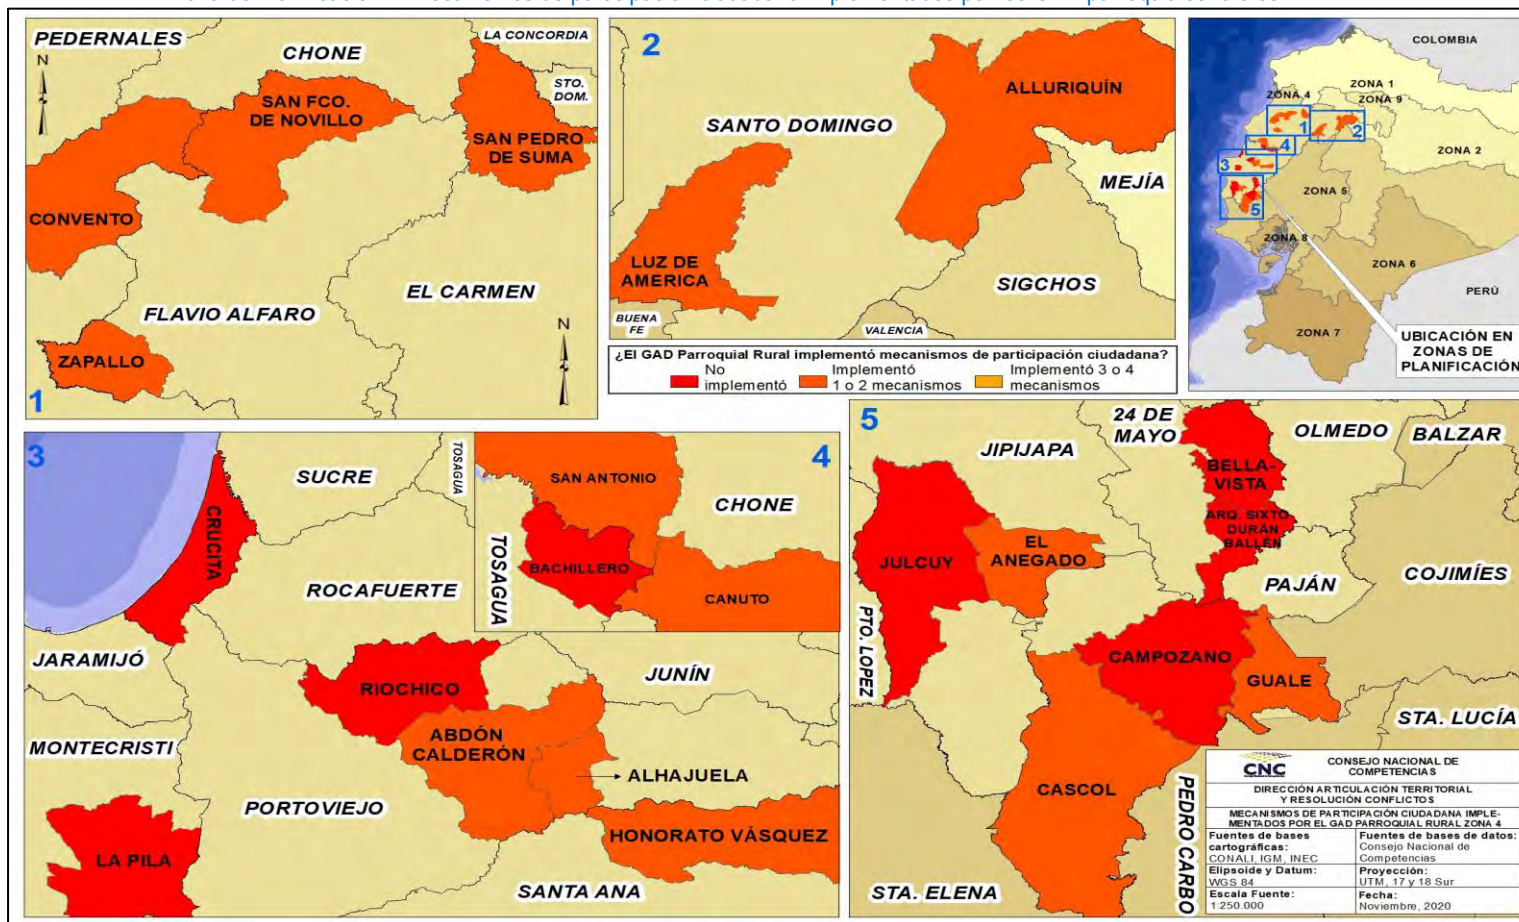 PEDERNALES
CHONE
LA CONCORDIA
N
STO.
DOM.
SAN FCO.
DE NOVILLO
SAN PEDRO
DE SUMA
CONVENTO
EL CARMEN
FLAVIO ALFARO
N
ZAPALLO
1
2
ALLURIQUÍN
SANTO DOMINGO
MEJÍA
LUZ DE
AMERICA
SIGCHOS
BUENA
FE
VALENCIA
¿El GAD Parroquial Rural implementó mecanismos de participación ciudadana?
No
implementó
Implementó
1 o 2 mecanismos
Implementó 3 o 4
mecanismos
COLOMBIA
ZONA 1
ZONA 4
ZONA 9
1
2
4
ZONA 2
3
ZONA 5
5
ZONA 8
ZONA 6
PERÚ
ZONA 7
UBICACIÓN EN
ZONAS DE
PLANIFICACIÓN
3
SUCRE
TOSAGUA
CRUCITA
ROCAFUERTE
JARAMIJÓ
RIOCHICO
JUNÍN
MONTECRISTI
ABDÓN
CALDERÓN
ALHAJUELA
PORTOVIEJO
HONORATO VÁSQUEZ
LA PILA
SANTA ANA
4
SAN ANTONIO
CHONE
TOSAGUA
BACHILLERO
CANUTO
5
24 DE
MAYO
OLMEDO
BALZAR
JIPIJAPA
BELLA-
VISTA
ARQ. SIXTO
DURÁN
BALLÉN
JULCUY
EL
ANEGADO
PAJÁN
COJIMÍES
PTO. LOPEZ
CAMPOZANO
GUALE
STA. LUCÍA
CASCOL
PEDRO CARBO
STA. ELENA
CNC
CONSEJO NACIONAL DE
COMPETENCIAS
DIRECCIÓN ARTICULACIÓN TERRITORIAL
Y RESOLUCIÓN CONFLICTOS
MECANISMOS DE PARTICIPACIÓN CIUDADANA IMPLE-
MENTADOS POR EL GAD PARROQUIAL RURAL ZONA 4
Fuentes de bases
cartográficas:
CONALI, IGM, INEC
Fuentes de bases de datos:
Consejo Nacional de
Competencias
Elipsoide y Datum:
WGS 84
Proyección:
UTM, 17 y 18 Sur
Escala Fuente:
1:250.000
Fecha:
Noviembre, 2020